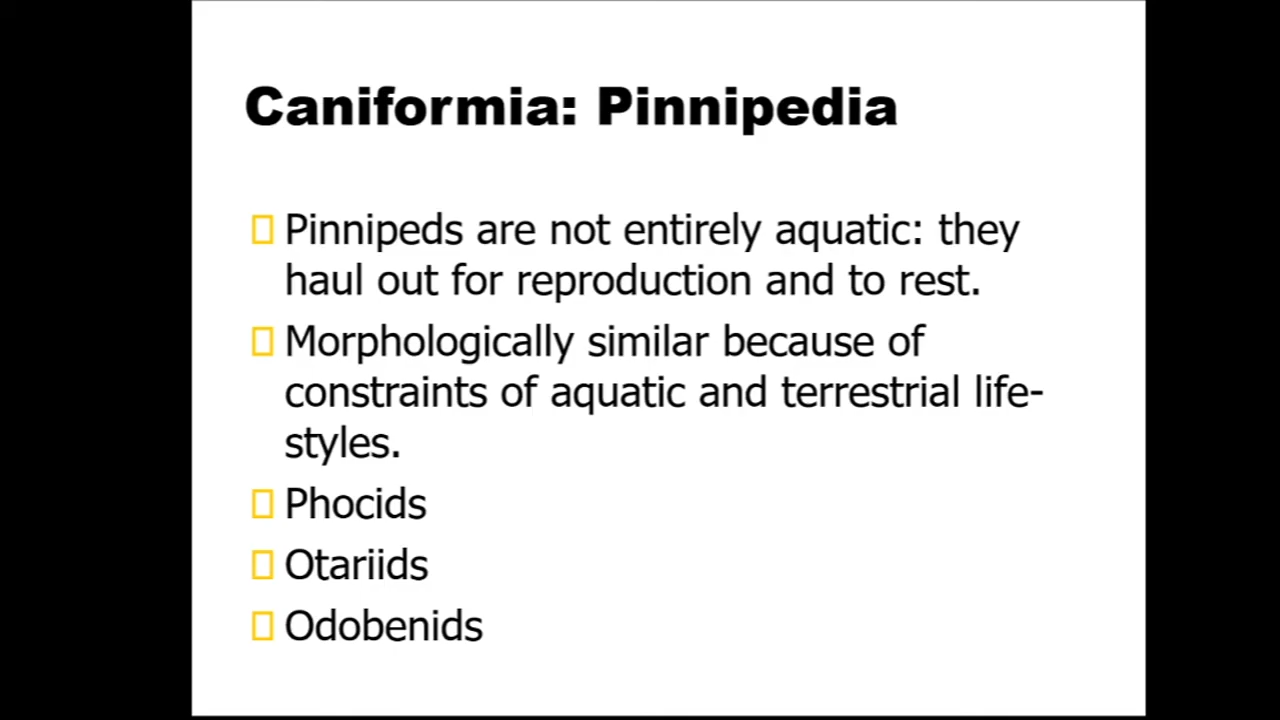 Caniformia: Pinnipedia
Pinnipeds are not entirely aquatic: they
haul out for reproduction and to rest.
Morphologically similar because of
constraints of aquatic and terrestrial life-
styles.
Phocids
Otariids
Odobenids